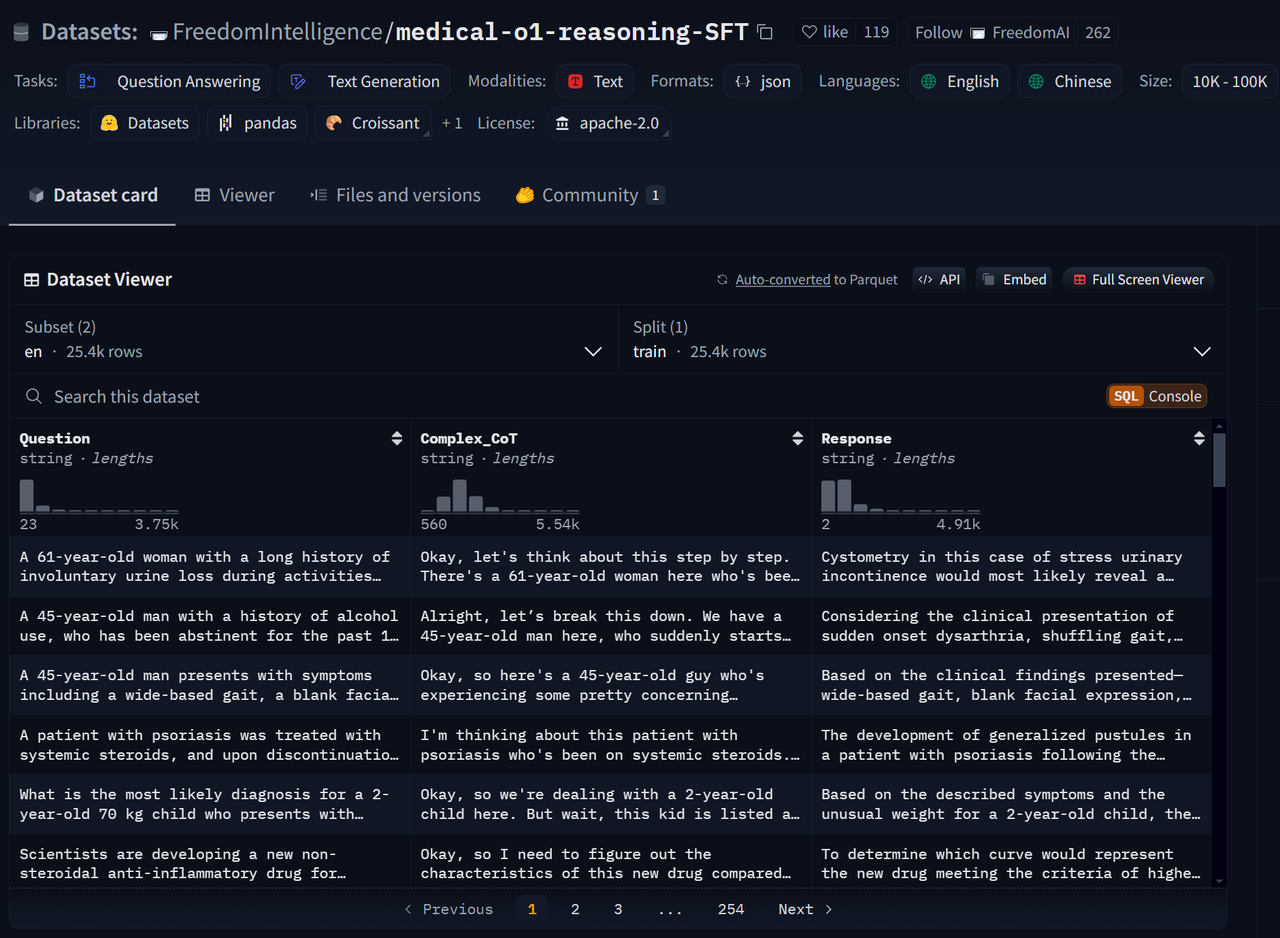 Datasets: FreedomIntelligence/medical-o1-reasoning-SFT like 119 Follow FreedomAI 262
Tasks: Question Answering Text Generation Modalities: Text Formats: json Languages: English Chinese Size: 10K - 100K
Libraries: Datasets pandas Croissant + 1 License: apache-2.0
Dataset card Viewer Files and versions Community 1
Dataset Viewer Auto-converted to Parquet API Embed Full Screen Viewer
Subset (2) Split (1)
en · 25.4k rows train · 25.4k rows
Search this dataset SQL Console
Question Complex_CoT Response
string · lengths string · lengths string · lengths
23 3.75k 560 5.54k 2 4.91k
A 61-year-old woman with a long history of
involuntary urine loss during activities…
Okay, let's think about this step by step.
There's a 61-year-old woman here who's bee…
Cystometry in this case of stress urinary
incontinence would most likely reveal a…
A 45-year-old man with a history of alcohol
use, who has been abstinent for the past 1…
Alright, let’s break this down. We have a
45-year-old man here, who suddenly starts…
Considering the clinical presentation of
sudden onset dysarthria, shuffling gait,…
A 45-year-old man presents with symptoms
including a wide-based gait, a blank facia…
Okay, so here's a 45-year-old guy who's
experiencing some pretty concerning…
Based on the clinical findings presented—
wide-based gait, blank facial expression,…
A patient with psoriasis was treated with
systemic steroids, and upon discontinuatio…
I'm thinking about this patient with
psoriasis who's been on systemic steroids.…
The development of generalized pustules in
a patient with psoriasis following the…
What is the most likely diagnosis for a 2-
year-old 70 kg child who presents with…
Okay, so we're dealing with a 2-year-old
child here. But wait, this kid is listed a…
Based on the described symptoms and the
unusual weight for a 2-year-old child, the…
Scientists are developing a new non-
steroidal anti-inflammatory drug for…
Okay, so I need to figure out the
characteristics of this new drug compared…
To determine which curve would represent
the new drug meeting the criteria of highe…
< Previous 1 2 3 ... 254 Next >